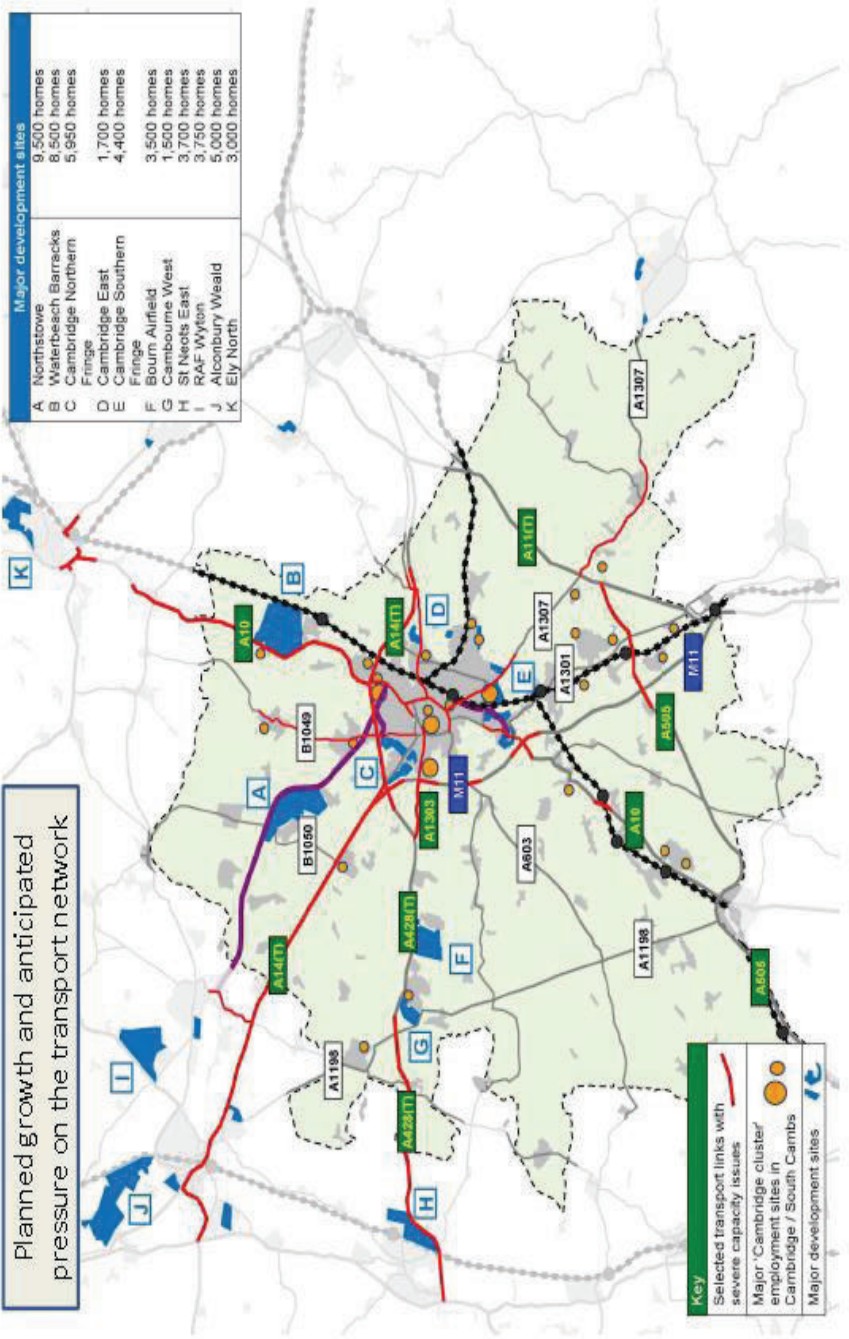 Planned growth and anticipated
pressure on the transport network
Major development sites
A Northstowe 9,500 homes
B Waterbeach Barracks 8,500 homes
C Cambridge Northern 5,950 homes
Fringe
D Cambridge East 1,700 homes
E Cambridge Southern 4,400 homes
Fringe
F Bourn Airfield 3,500 homes
G Cambourne West 1,500 homes
H St Neots East 3,700 homes
I RAF Wyton 3,750 homes
J Alconbury Weald 5,000 homes
K Ely North 3,000 homes
K
J
I
A
B
A10
B1049
B1050
A14(T)
A14(T)
C
D
A1303
M11
A428(T)
A428(T)
A1198
G
F
H
E
A603
A1307
A1301
A11(T)
A1307
A10
A505
M11
A1198
A505
Key
Selected transport links with
severe capacity issues
Major 'Cambridge cluster'
employment sites in
Cambridge / South Cambs
Major development sites